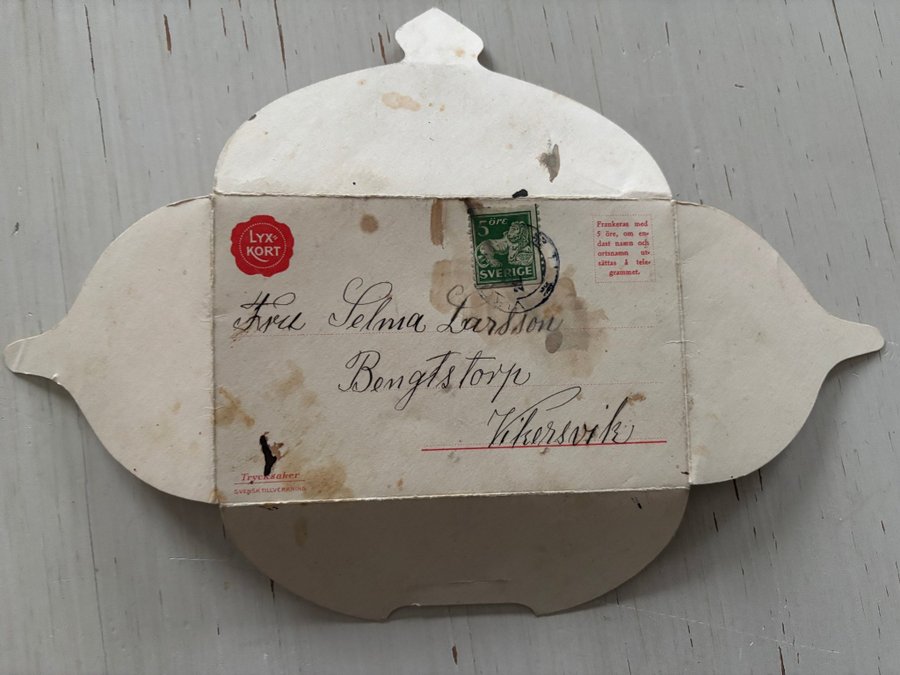 LYX-
KORT
5 ÖRE
SVERIGE
Frankeras med
5 öre, om en-
dast namn och
ortsnamn ut-
sättas å tele-
grammet.
Fru Selma Larsson
Bengtstorp
Vikersvik
Trycksaker
SVENSK TILLVERKNING